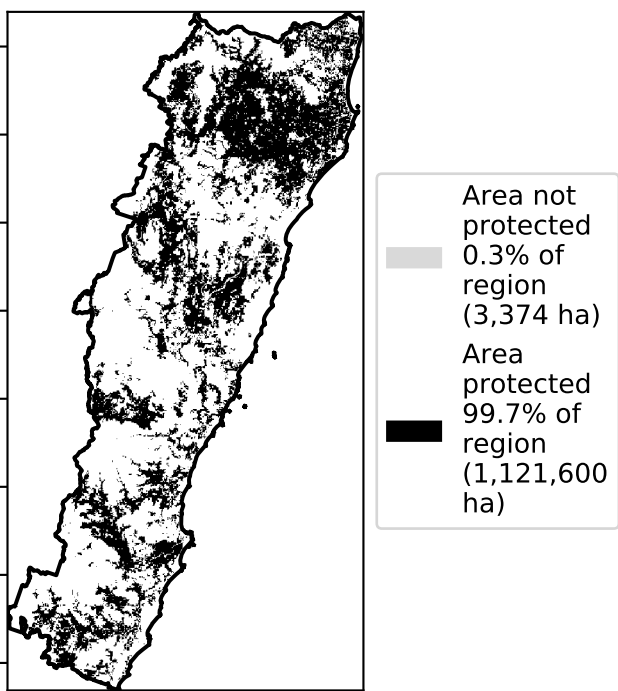 Area not
protected
0.3% of
region
(3,374 ha)
Area
protected
99.7% of
region
(1,121,600
ha)